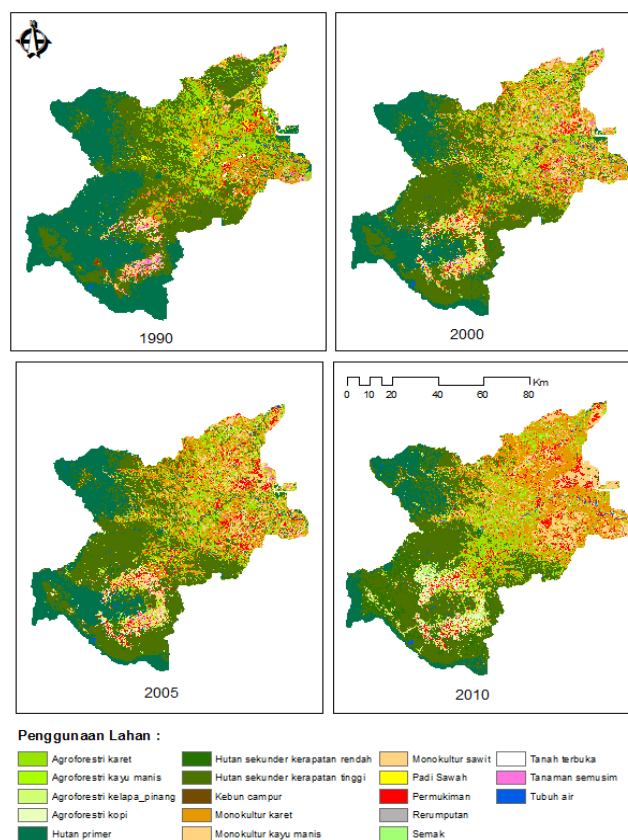 1990
2000
Km
0 10 20 40 60 80
2005
2010
Penggunaan Lahan :
Agroforestri karet
Agroforestri kayu manis
Agroforestri kelapa_pinang
Agroforestri kopi
Hutan primer
Hutan sekunder kerapatan rendah
Hutan sekunder kerapatan tinggi
Kebun campur
Monokultur karet
Monokultur kayu manis
Monokultur sawit
Padi Sawah
Permukiman
Rerumputan
Semak
Tanah terbuka
Tanaman semusim
Tubuh air